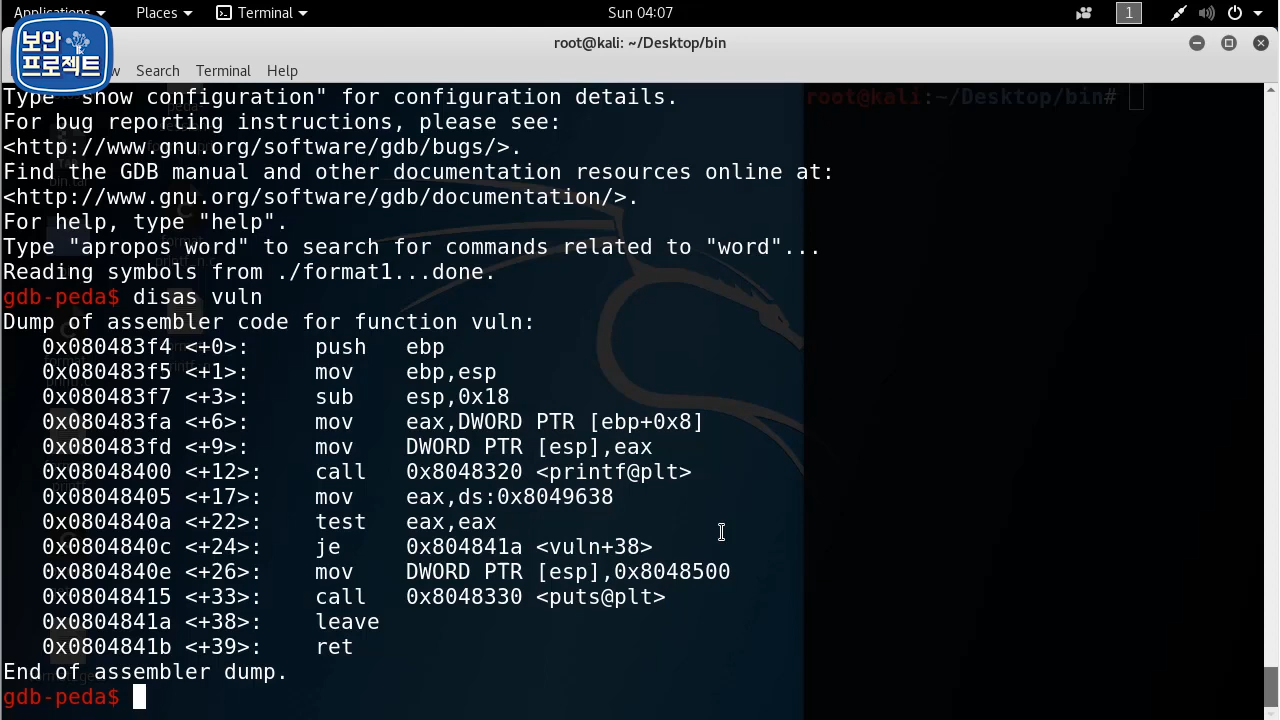 Applications Places Terminal Sun 04:07 1
root@kali: ~/Desktop/bin
보안
프로젝트
Search Terminal Help
Type "show configuration" for configuration details.
root@kali:~/Desktop/bin#
For bug reporting instructions, please see:
<http://www.gnu.org/software/gdb/bugs/>.
Find the GDB manual and other documentation resources online at:
<http://www.gnu.org/software/gdb/documentation/>.
For help, type "help".
Type "apropos word" to search for commands related to "word"...
Reading symbols from ./format1...done.
gdb-peda$ disas vuln
Dump of assembler code for function vuln:
0x080483f4 <+0>: push ebp
0x080483f5 <+1>: mov ebp,esp
0x080483f7 <+3>: sub esp,0x18
0x080483fa <+6>: mov eax,DWORD PTR [ebp+0x8]
0x080483fd <+9>: mov DWORD PTR [esp],eax
0x08048400 <+12>: call 0x8048320 <printf@plt>
0x08048405 <+17>: mov eax,ds:0x8049638
0x0804840a <+22>: test eax,eax
0x0804840c <+24>: je 0x804841a <vuln+38>
0x0804840e <+26>: mov DWORD PTR [esp],0x8048500
0x08048415 <+33>: call 0x8048330 <puts@plt>
0x0804841a <+38>: leave
0x0804841b <+39>: ret
End of assembler dump.
gdb-peda$